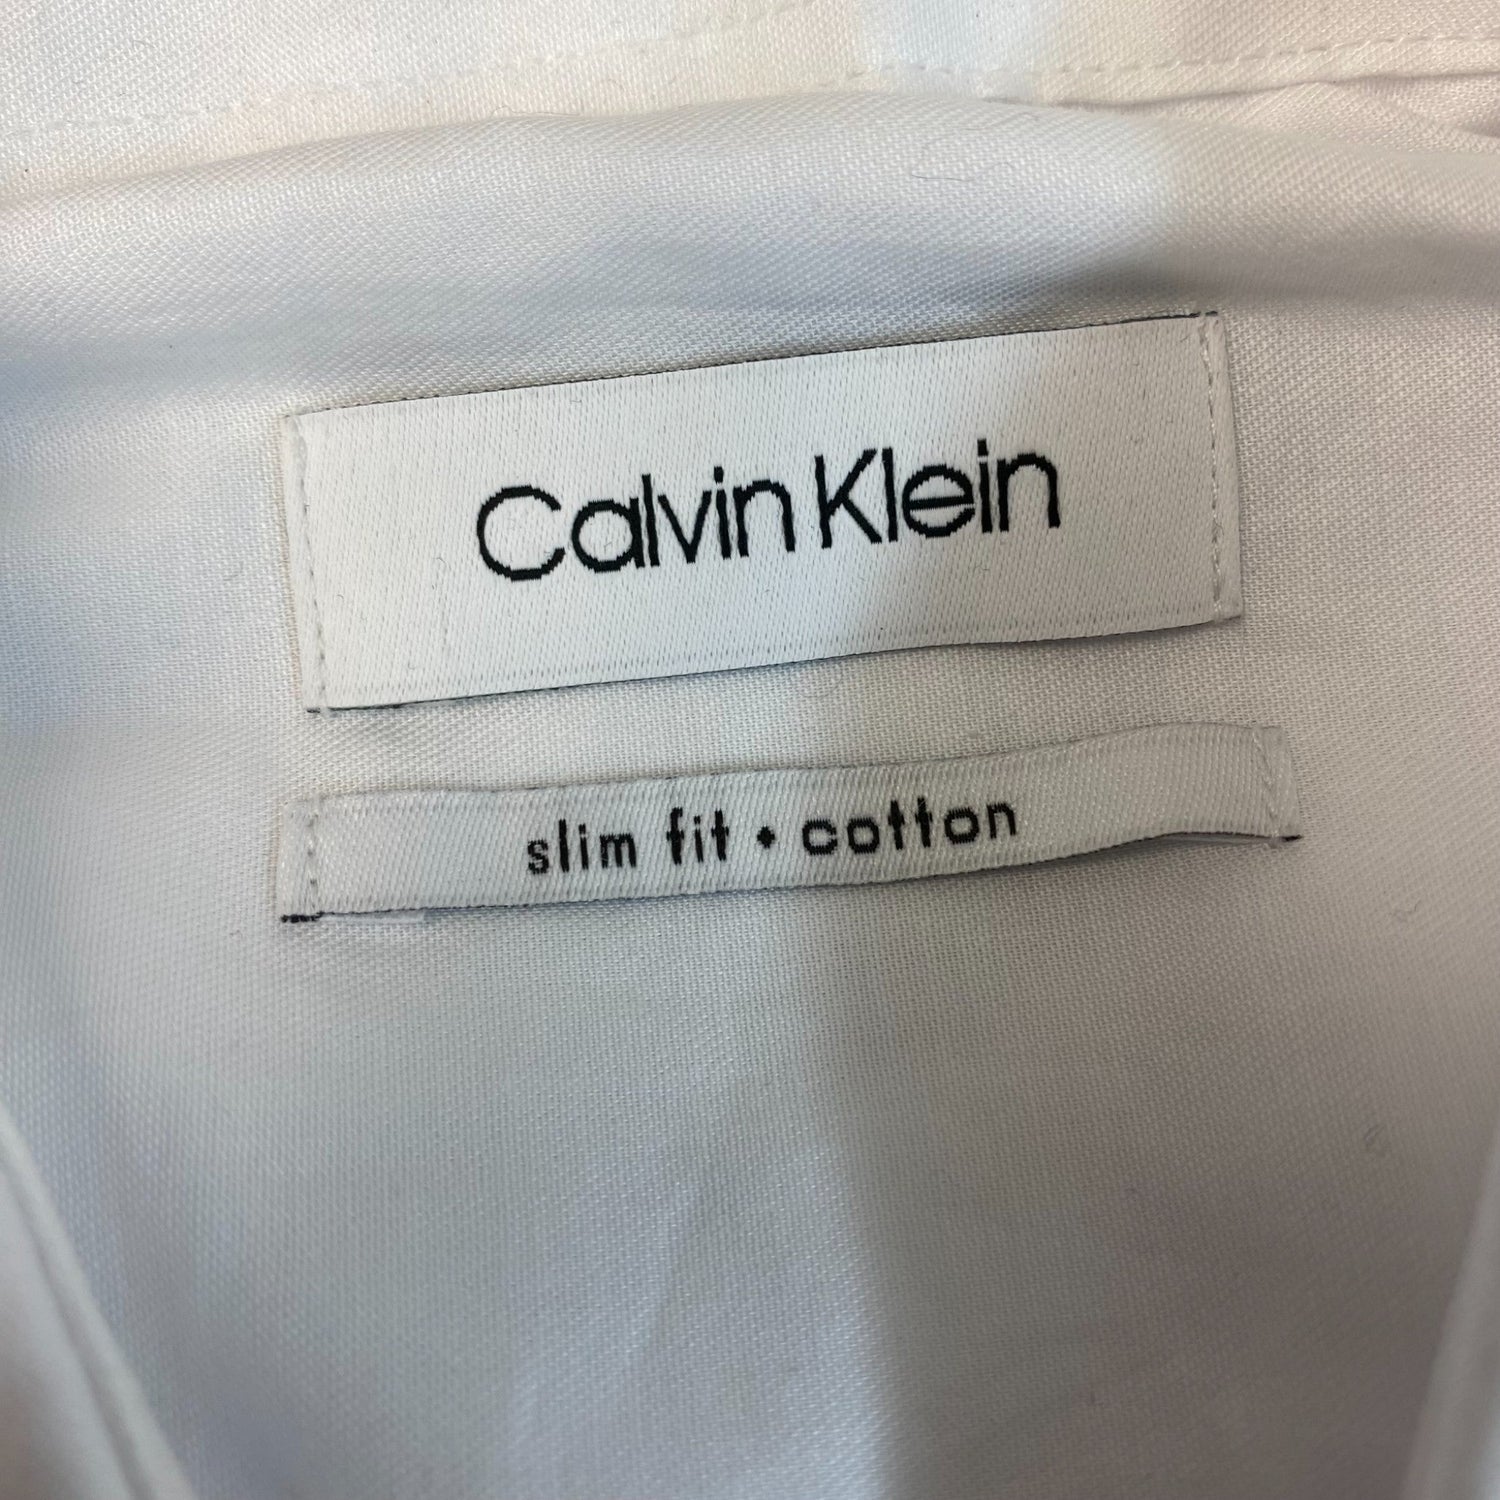 Calvin Klein
slim fit • cotton